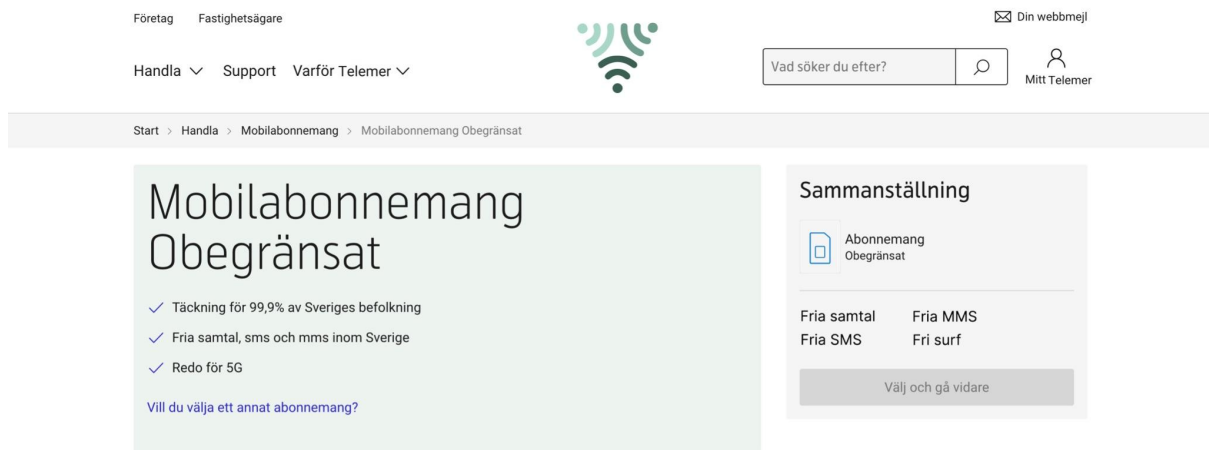 Företag Fastighetsägare
Din webbmejl
Handla Support Varför Telemer
Vad söker du efter?
Mitt Telemer
Start > Handla > Mobilabonnemang > Mobilabonnemang Obegränsat
Mobilabonnemang
Obegränsat
Täckning för 99,9% av Sveriges befolkning
Fria samtal, sms och mms inom Sverige
Redo för 5G
Vill du välja ett annat abonnemang?
Sammanställning
Abonnemang
Obegränsat
Fria samtal Fria MMS
Fria SMS Fri surf
Välj och gå vidare